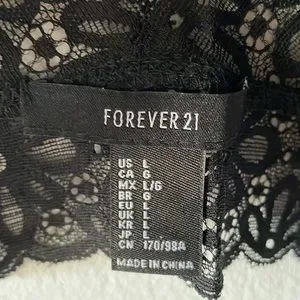 FOREVER 21
US L
CA G
MX L/G
BR G
EU L
UK L
KR L
JP L
CN 170/98A
MADE IN CHINA